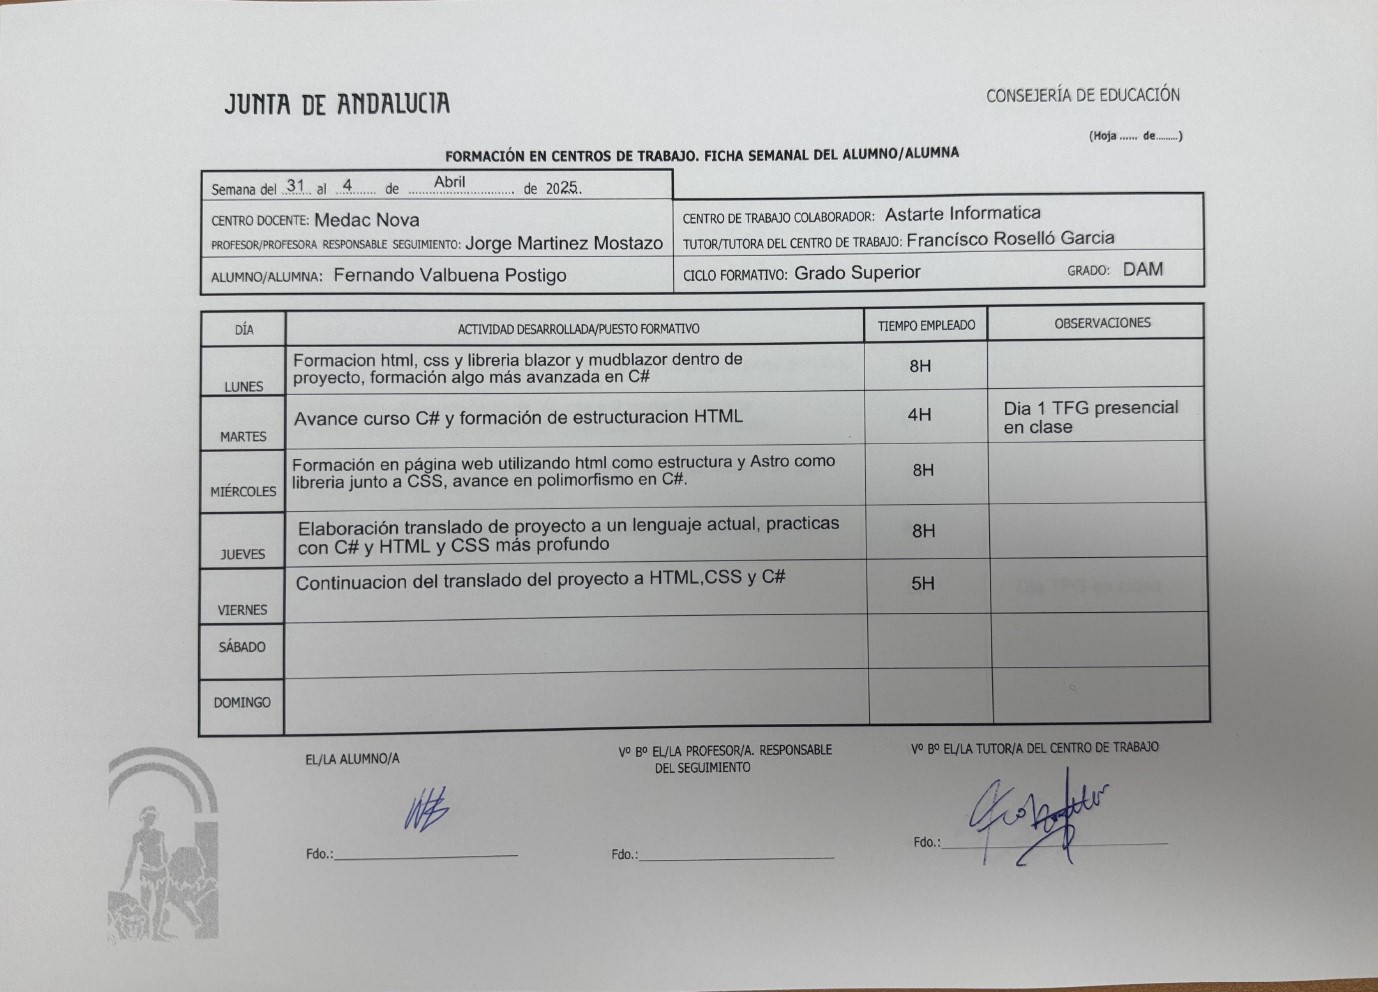 JUNTA DE ANDALUCIA
CONSEJERÍA DE EDUCACIÓN
(Hoja ...... de........)
FORMACIÓN EN CENTROS DE TRABAJO. FICHA SEMANAL DEL ALUMNO/ALUMNA
Semana del 31 al 4 de Abril de 2025.
CENTRO DOCENTE: Medac Nova
PROFESOR/PROFESORA RESPONSABLE SEGUIMIENTO: Jorge Martinez Mostazo
CENTRO DE TRABAJO COLABORADOR: Astarte Informatica
TUTOR/TUTORA DEL CENTRO DE TRABAJO: Francísco Roselló Garcia
ALUMNO/ALUMNA: Fernando Valbuena Postigo
CICLO FORMATIVO: Grado Superior GRADO: DAM
DÍA ACTIVIDAD DESARROLLADA/PUESTO FORMATIVO TIEMPO EMPLEADO OBSERVACIONES
LUNES
Formacion html, css y libreria blazor y mudblazor dentro de
proyecto, formación algo más avanzada en C#
8H
MARTES
Avance curso C# y formación de estructuracion HTML
4H
Dia 1 TFG presencial
en clase
MIÉRCOLES
Formación en página web utilizando html como estructura y Astro como
libreria junto a CSS, avance en polimorfismo en C#.
8H
JUEVES
Elaboración translado de proyecto a un lenguaje actual, practicas
con C# y HTML y CSS más profundo
8H
VIERNES
Continuacion del translado del proyecto a HTML,CSS y C#
5H
SÁBADO
DOMINGO
EL/LA ALUMNO/A
Vº Bº EL/LA PROFESOR/A. RESPONSABLE
DEL SEGUIMIENTO
Vº Bº EL/LA TUTOR/A DEL CENTRO DE TRABAJO
Fdo.:
Fdo.:
Fdo.: